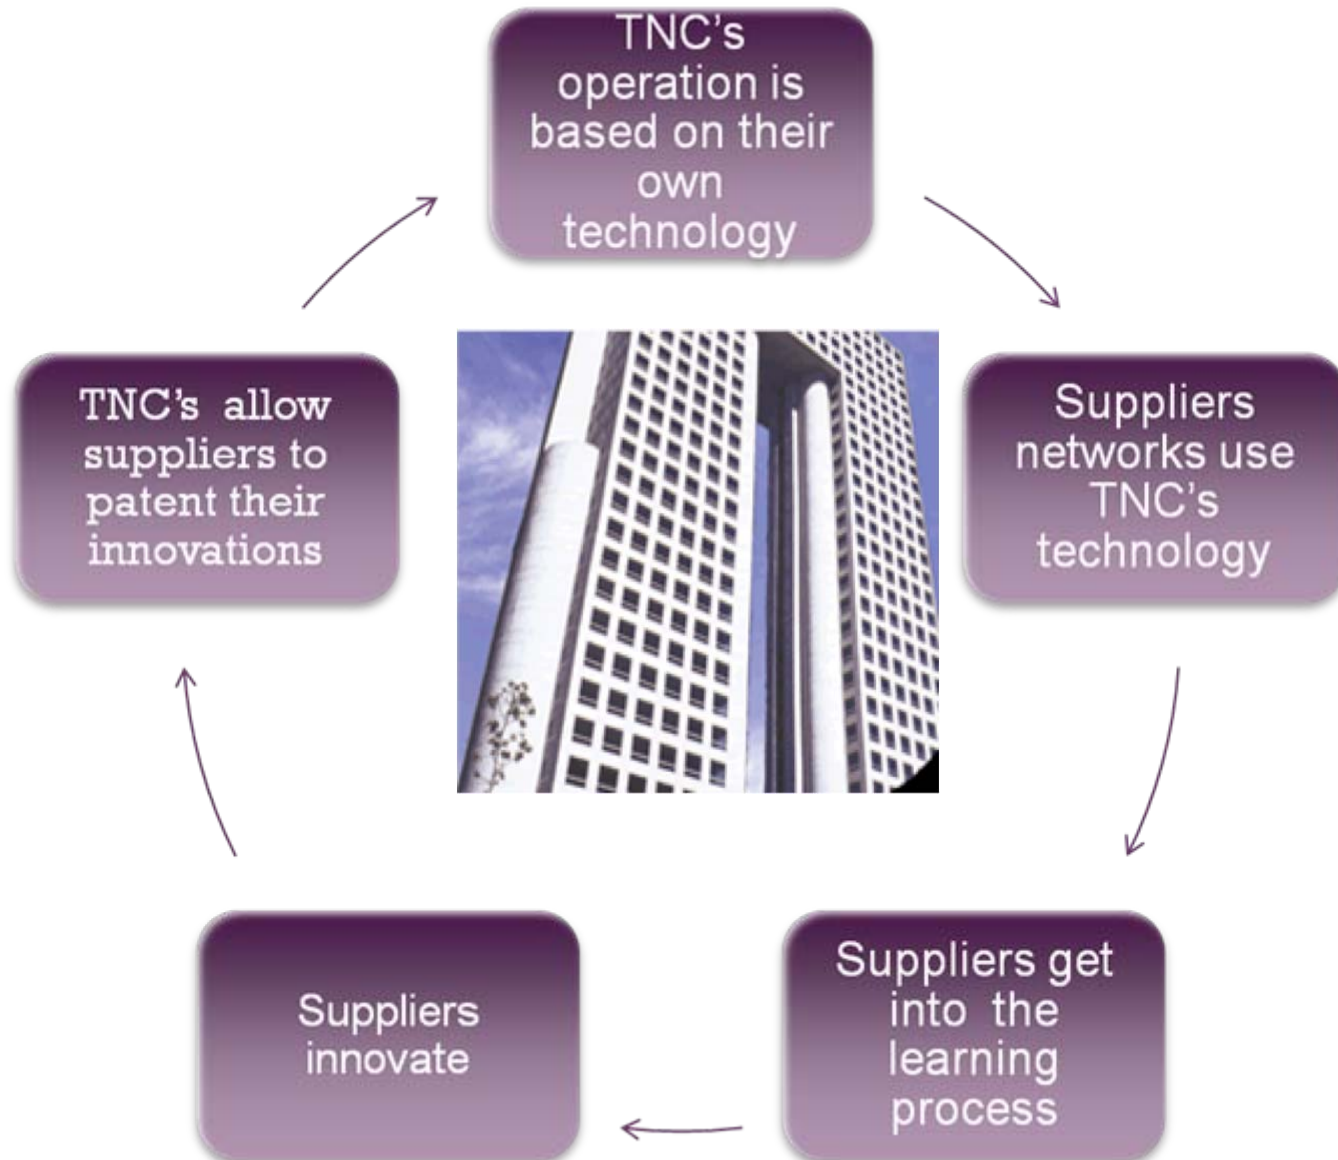 TNC's
operation is
based on their
own
technology
Suppliers
networks use
TNC's
technology
Suppliers get
into the
learning
process
Suppliers
innovate
TNC's allow
suppliers to
patent their
innovations